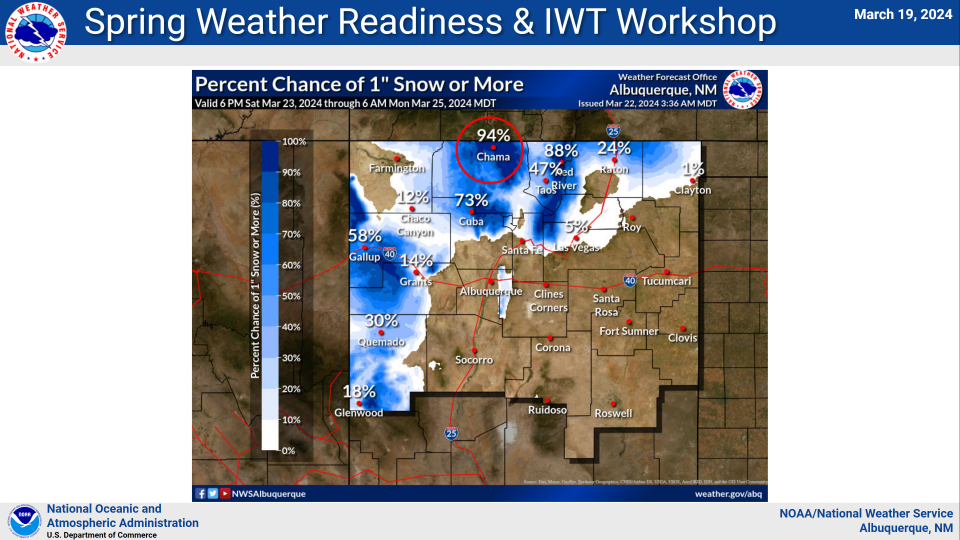 Spring Weather Readiness & IWT Workshop
March 19, 2024
NATIONAL WEATHER SERVICE
Percent Chance of 1" Snow or More
Valid 6 PM Sat Mar 23, 2024 through 6 AM Mon Mar 25, 2024 MDT
Weather Forecast Office
Albuquerque, NM
Issued Mar 22, 2024 3:36 AM MDT
Percent Chance of 1" Snow or More (%)
100%
90%
80%
70%
60%
50%
40%
30%
20%
10%
0%
25
94%
Chama
88%
Red
River
24%
Raton
47%
Taos
1%
Clayton
Farmington
12%
Chaco
Canyon
73%
Cuba
5%
Las Vegas
Roy
58%
Gallup
40
14%
Grants
Santa Fe
Albuquerque
Clines
Corners
40
Tucumcari
Santa
Rosa
30%
Quemado
Fort Sumner
Clovis
Socorro
Corona
18%
Glenwood
Ruidoso
Roswell
25
NWSAlbuquerque
weather.gov/abq
NOAA
National Oceanic and
Atmospheric Administration
U.S. Department of Commerce
NOAA/National Weather Service
Albuquerque, NM